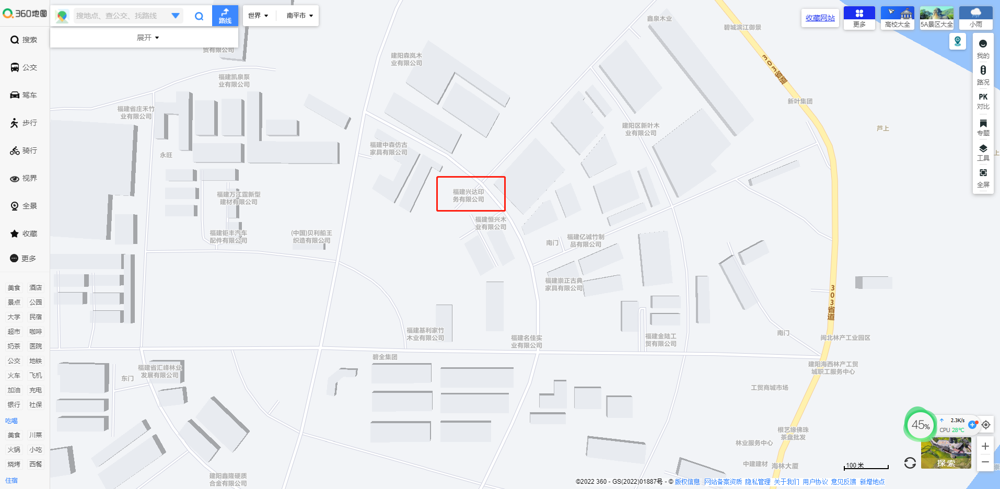 360地图
搜地点、查公交、找路线
路线
世界
南平市
展开
收藏网站
更多
高校大全
5A景区大全
小雨
搜索
公交
驾车
步行
骑行
视界
全景
收藏
更多
美食 酒店
景点 公园
大学 民宿
超市 咖啡
奶茶 医院
公交 地铁
火车 飞机
加油 充电
银行 社保
吃喝
美食 川菜
火锅 小吃
烧烤 西餐
住宿
我的
路况
PK
对比
专题
工具
全屏
贸有限公司
福建凯泉泵
业有限公司
福建省庄禾竹
业有限公司
永旺
建阳森岚木
业有限公司
鑫泉木业
碧城滨江御景
303省道
新叶集团
芦上
上
建阳区新叶木
业有限公司
福建中森仿古
家具有限公司
福建兴达印
务有限公司
福建万江霊新型
建材有限公司
福建恒兴木
业有限公司
福建钜丰汽车
配件有限公司
(中国)贝利船王
织造有限公司
南门
福建亿诚竹制
品有限公司
福建崇正古典
家具有限公司
303省道
福建基利家竹
木业有限公司
福建名佳实
业有限公司
福建金陆工
贸有限公司
南门
闽北林产工业园区
碧全集团
福建省汇峰林业
发展有限公司
东门
建阳海西林产工贸
城职工服务中心
工贸商城市场
根艺缘佛珠
茶盘批发
林业服务中心
中建建材
海林大厦
建阳鑫隆硬质
合金有限公司
45%
2.3K/s
CPU 28℃
探索
100 米
崇
©2022 360 - GS(2022)01887号 - © 版权信息 网站备案资质 隐私管理 关于我们 用户协议 意见反馈 新增地点